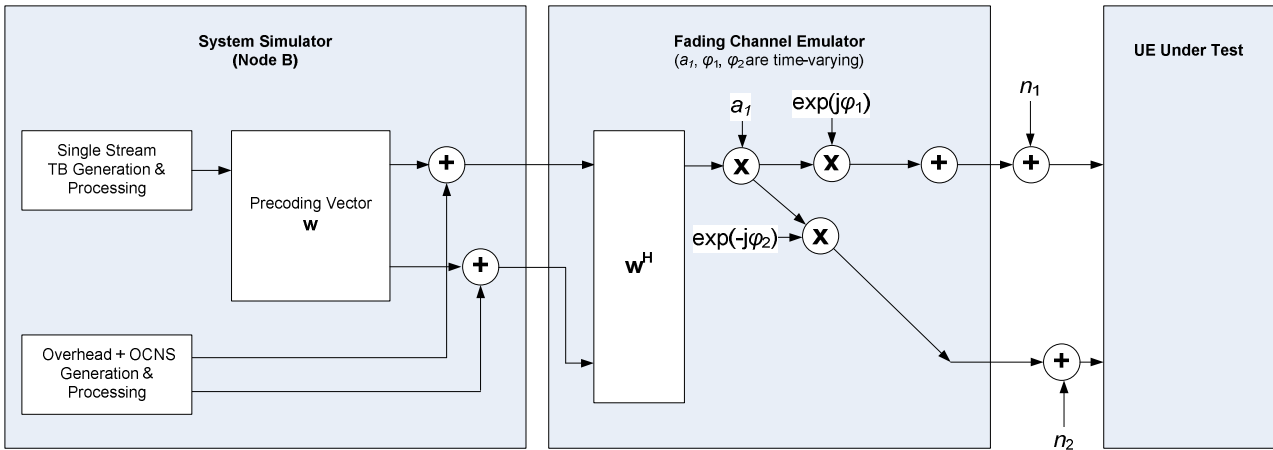 System Simulator
(Node B)
Single Stream
TB Generation &
Processing
Precoding Vector
w
+
+
Overhead + OCNS
Generation &
Processing
Fading Channel Emulator
(a₁, φ₁, φ₂ are time-varying)
wᴴ
a₁
exp(jφ₁)
x
x
+
exp(-jφ₂)
x
n₁
+
+
n₂
UE Under Test